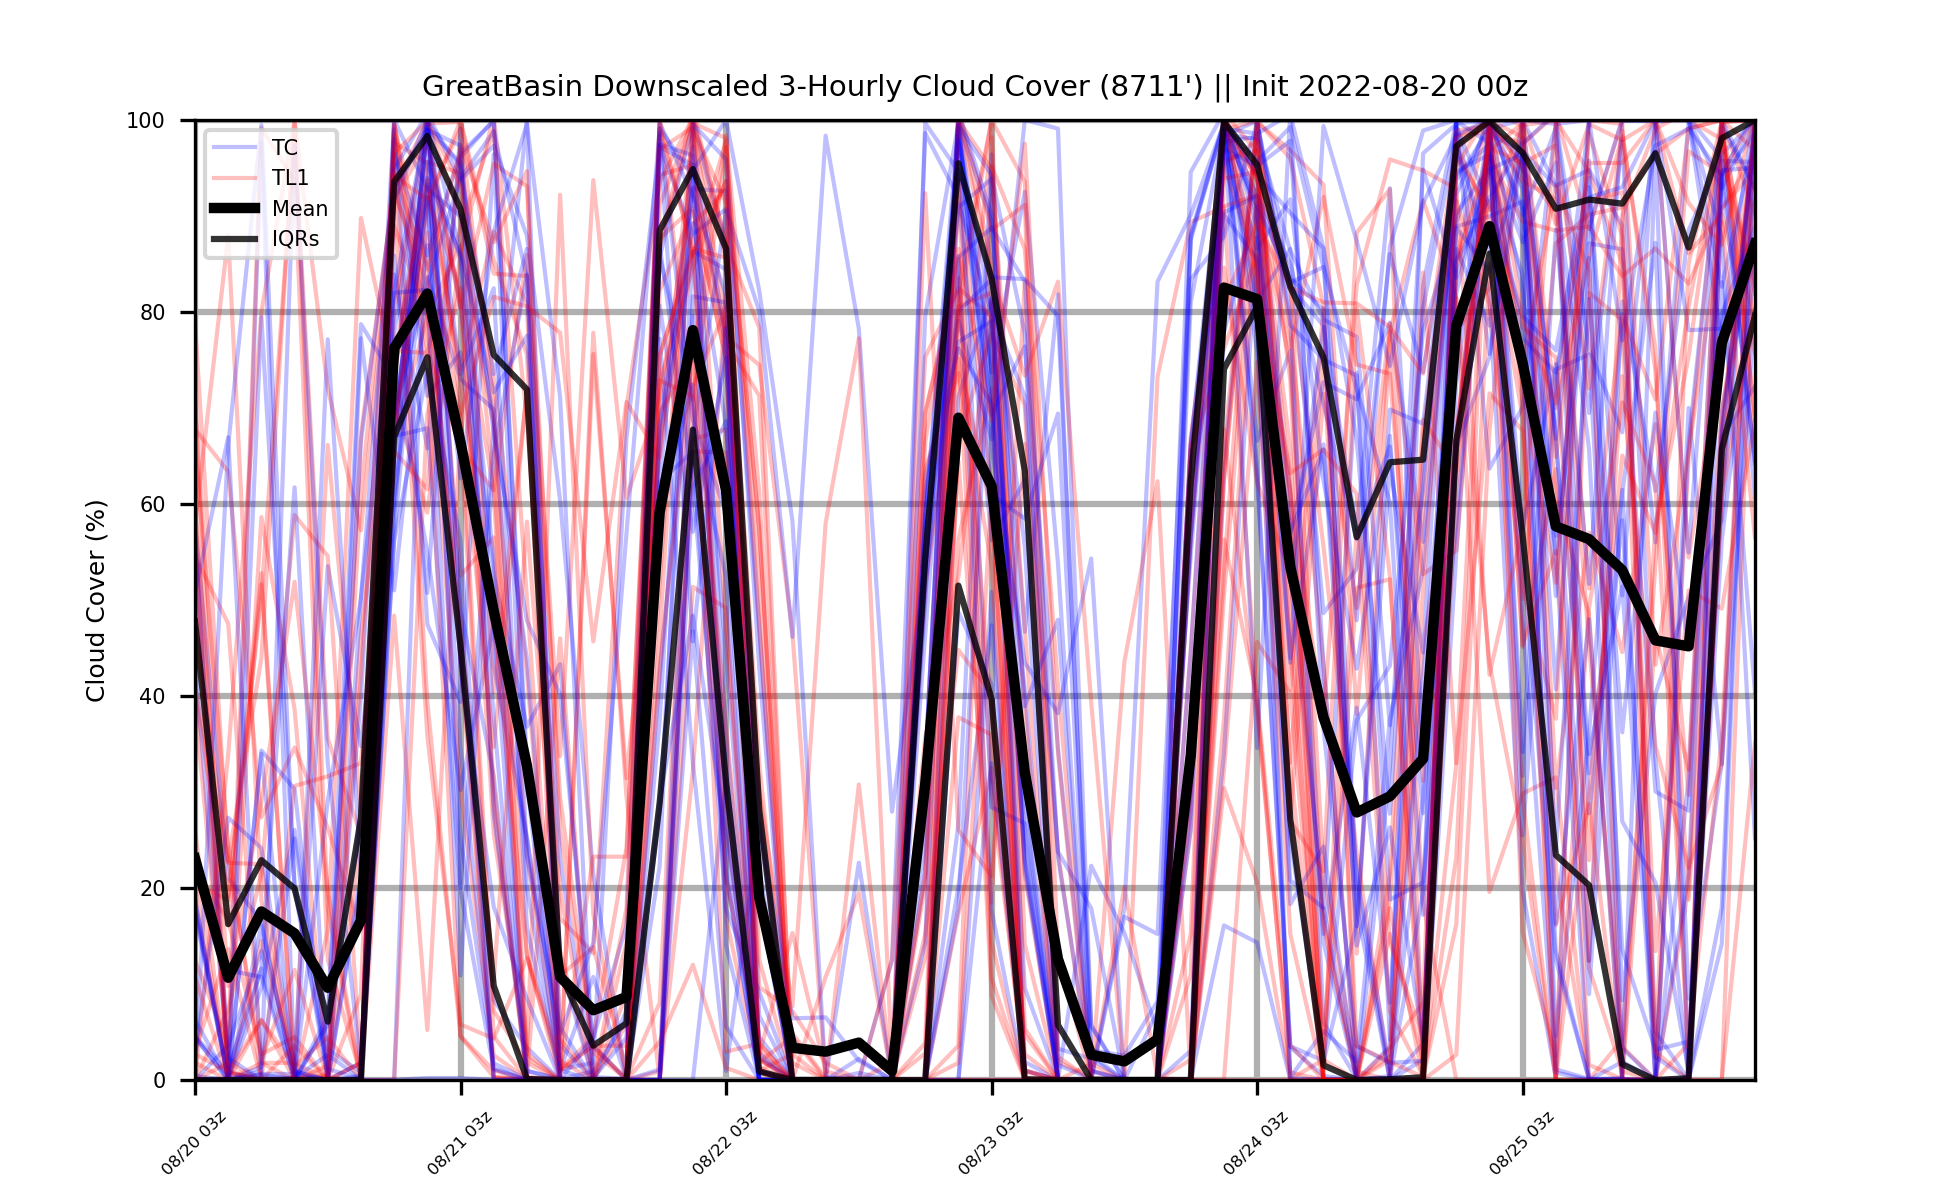 GreatBasin Downscaled 3-Hourly Cloud Cover (8711') || Init 2022-08-20 00z
TC
TL1
Mean
IQRs
Cloud Cover (%)
100
80
60
40
20
0
08/20 03z
08/21 03z
08/22 03z
08/23 03z
08/24 03z
08/25 03z